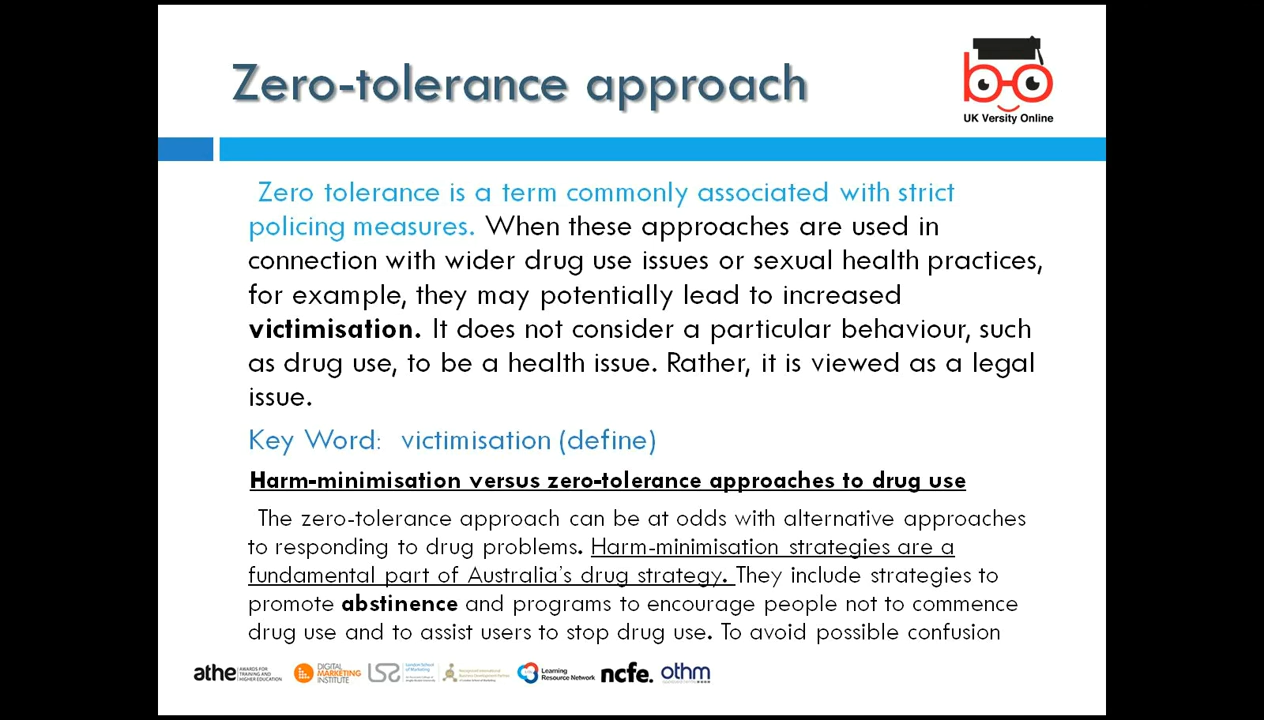 Zero-tolerance approach
UK Versity Online
Zero tolerance is a term commonly associated with strict
policing measures. When these approaches are used in
connection with wider drug use issues or sexual health practices,
for example, they may potentially lead to increased
victimisation. It does not consider a particular behaviour, such
as drug use, to be a health issue. Rather, it is viewed as a legal
issue.
Key Word: victimisation (define)
Harm-minimisation versus zero-tolerance approaches to drug use
The zero-tolerance approach can be at odds with alternative approaches
to responding to drug problems. Harm-minimisation strategies are a
fundamental part of Australia's drug strategy. They include strategies to
promote abstinence and programs to encourage people not to commence
drug use and to assist users to stop drug use. To avoid possible confusion
athe AWARDS FOR TRAINING AND HIGHER EDUCATION
DIGITAL MARKETING INSTITUTE
London School of Marketing
Learning Resource Network
ncfe.
othm